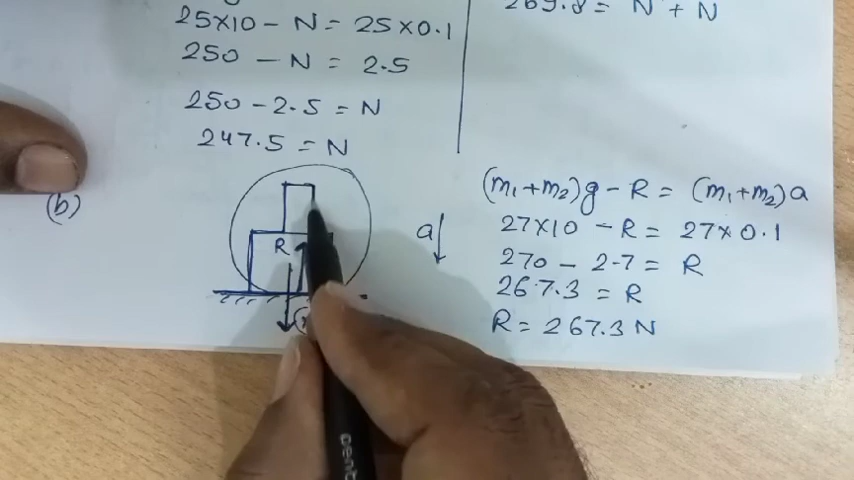 25×10 - N = 25×0.1
250 - N = 2.5
250 - 2.5 = N
247.5 = N
= N + N
(b)
R
a
(m₁+m₂)g - R = (m₁+m₂)a
27×10 - R = 27×0.1
270 - 2.7 = R
267.3 = R
R = 267.3 N